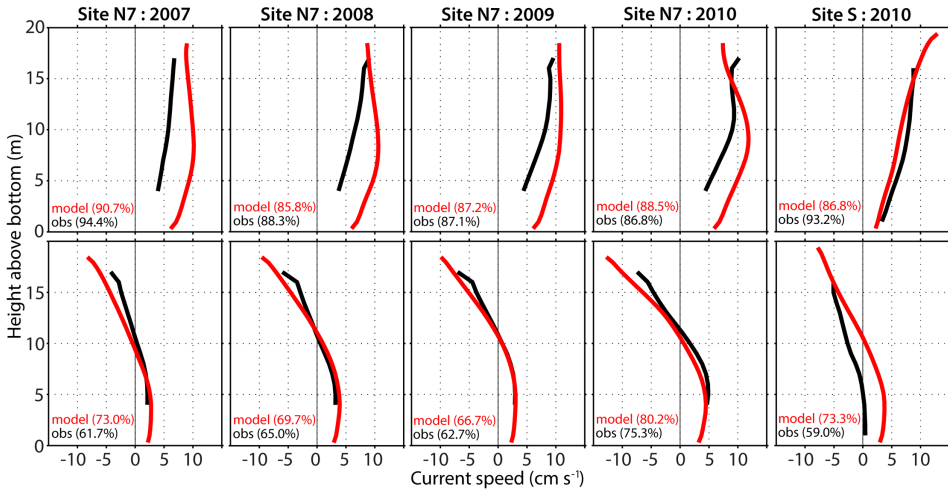 Site N7 : 2007 Site N7 : 2008 Site N7 : 2009 Site N7 : 2010 Site S : 2010
Height above bottom (m)
20
15
10
5
0
model (90.7%) model (85.8%) model (87.2%) model (88.5%) model (86.8%)
obs (94.4%) obs (88.3%) obs (87.1%) obs (86.8%) obs (93.2%)
15
10
5
0
model (73.0%) model (69.7%) model (66.7%) model (80.2%) model (73.3%)
obs (61.7%) obs (65.0%) obs (62.7%) obs (75.3%) obs (59.0%)
-10 -5 0 5 10 -10 -5 0 5 10 -10 -5 0 5 10 -10 -5 0 5 10 -10 -5 0 5 10
Current speed (cm s⁻¹)